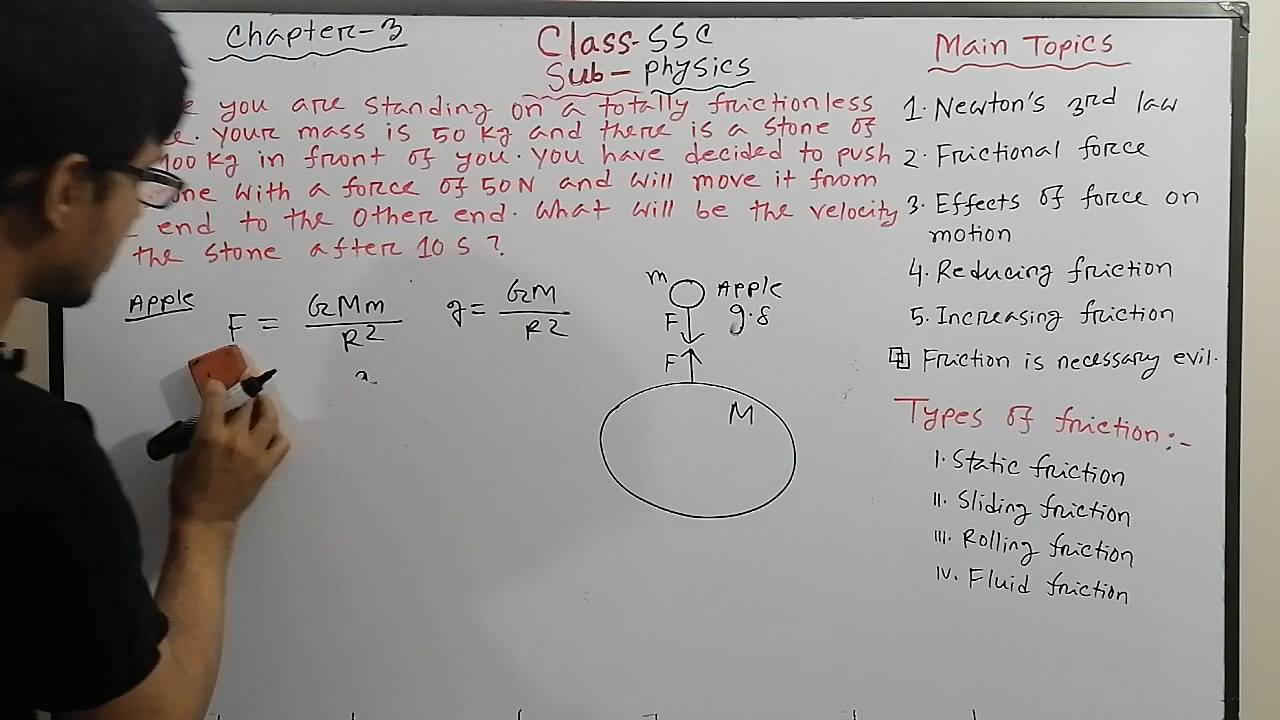 Chapter-3
Class-SSC
Sub-physics
you are standing on a totally frictionless
your mass is 50 kg and there is a stone of
100 kg in front of you. you have decided to push
with a force of 50N and will move it from
end to the other end. what will be the velocity
the stone after 10 S ?
Apple
F = GMm / R2
g = GM / R2
m
Apple
F
9.8
F
M
Main Topics
1. Newton's 3rd law
2. Frictional force
3. Effects of force on
motion
4. Reducing friction
5. Increasing friction
Friction is necessary evil.
Types of friction:-
I. Static friction
II. Sliding friction
III. Rolling friction
IV. Fluid friction